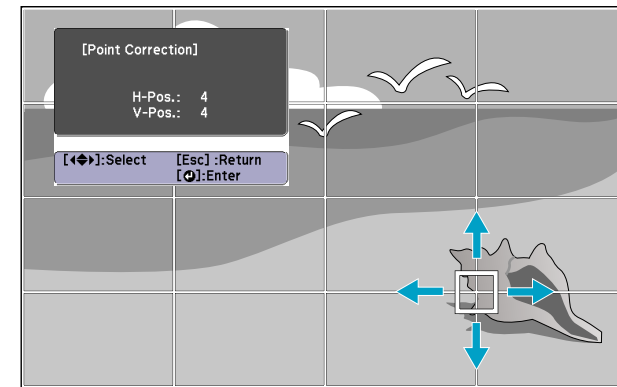 [Point Correction]
H-Pos.: 4
V-Pos.: 4
[◂◆▸]:Select [Esc] :Return
[↵]:Enter